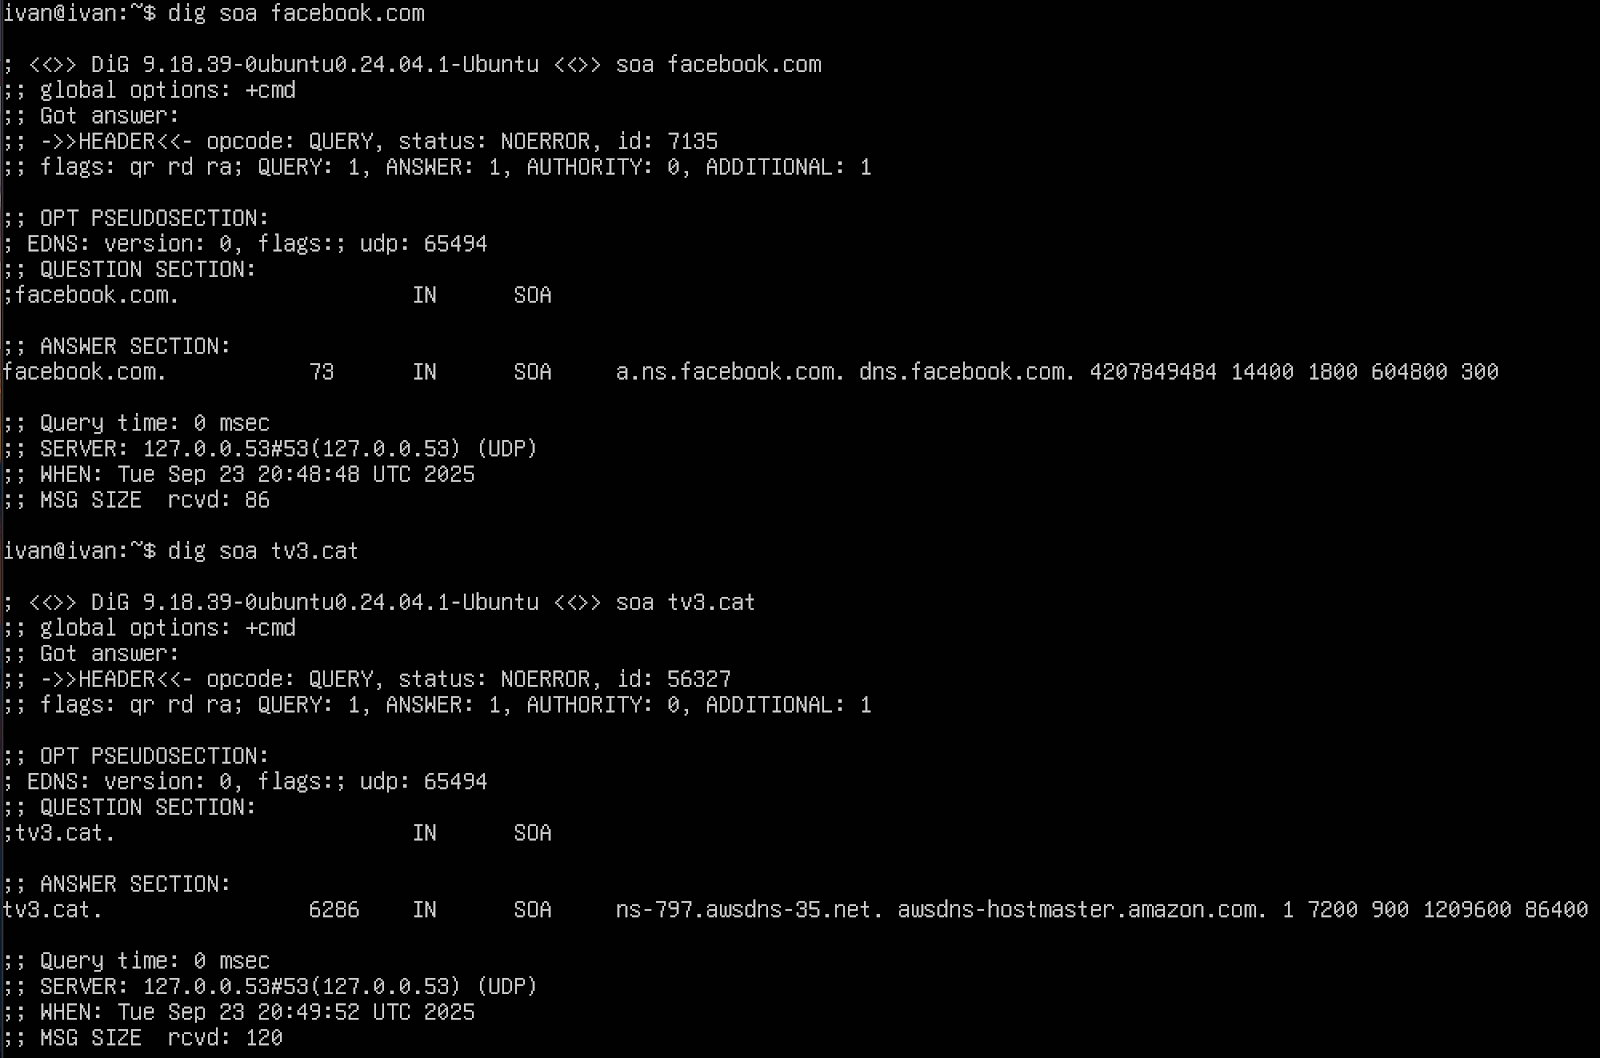 ivan@ivan:~$ dig soa facebook.com
; <<>> DiG 9.18.39-0ubuntu0.24.04.1-Ubuntu <<>> soa facebook.com
;; global options: +cmd
;; Got answer:
;; ->>HEADER<<- opcode: QUERY, status: NOERROR, id: 7135
;; flags: qr rd ra; QUERY: 1, ANSWER: 1, AUTHORITY: 0, ADDITIONAL: 1
;; OPT PSEUDOSECTION:
; EDNS: version: 0, flags:; udp: 65494
;; QUESTION SECTION:
;facebook.com. IN SOA
;; ANSWER SECTION:
facebook.com. 73 IN SOA a.ns.facebook.com. dns.facebook.com. 4207849484 14400 1800 604800 300
;; Query time: 0 msec
;; SERVER: 127.0.0.53#53(127.0.0.53) (UDP)
;; WHEN: Tue Sep 23 20:48:48 UTC 2025
;; MSG SIZE  rcvd: 86
ivan@ivan:~$ dig soa tv3.cat
; <<>> DiG 9.18.39-0ubuntu0.24.04.1-Ubuntu <<>> soa tv3.cat
;; global options: +cmd
;; Got answer:
;; ->>HEADER<<- opcode: QUERY, status: NOERROR, id: 56327
;; flags: qr rd ra; QUERY: 1, ANSWER: 1, AUTHORITY: 0, ADDITIONAL: 1
;; OPT PSEUDOSECTION:
; EDNS: version: 0, flags:; udp: 65494
;; QUESTION SECTION:
;tv3.cat. IN SOA
;; ANSWER SECTION:
tv3.cat. 6286 IN SOA ns-797.awsdns-35.net. awsdns-hostmaster.amazon.com. 1 7200 900 1209600 86400
;; Query time: 0 msec
;; SERVER: 127.0.0.53#53(127.0.0.53) (UDP)
;; WHEN: Tue Sep 23 20:49:52 UTC 2025
;; MSG SIZE  rcvd: 120